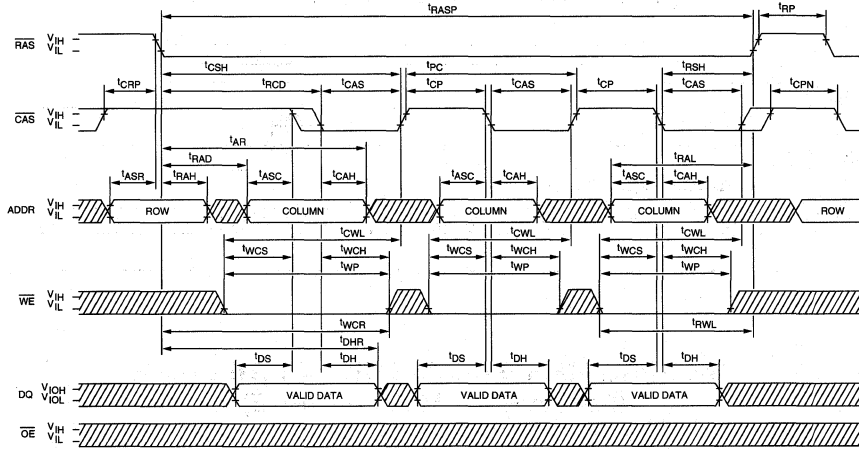 tRASP
tRP
RAS VIH
VIL
tCSH
tPC
tRSH
tCRP
tRCD
tCAS
tCP
tCAS
tCP
tCAS
tCPN
CAS VIH
VIL
tAR
tRAD
tRAL
tASR
tRAH
tASC
tCAH
tASC
tCAH
tASC
tCAH
ADDR VIH
VIL
ROW
COLUMN
COLUMN
COLUMN
ROW
tCWL
tCWL
tCWL
tWCS
tWCH
tWCS
tWCH
tWCS
tWCH
tWP
tWP
tWP
WE VIH
VIL
tWCR
tRWL
tDHR
tDS
tDH
tDS
tDH
tDS
tDH
DQ VIOH
VIOL
VALID DATA
VALID DATA
VALID DATA
OE VIH
VIL